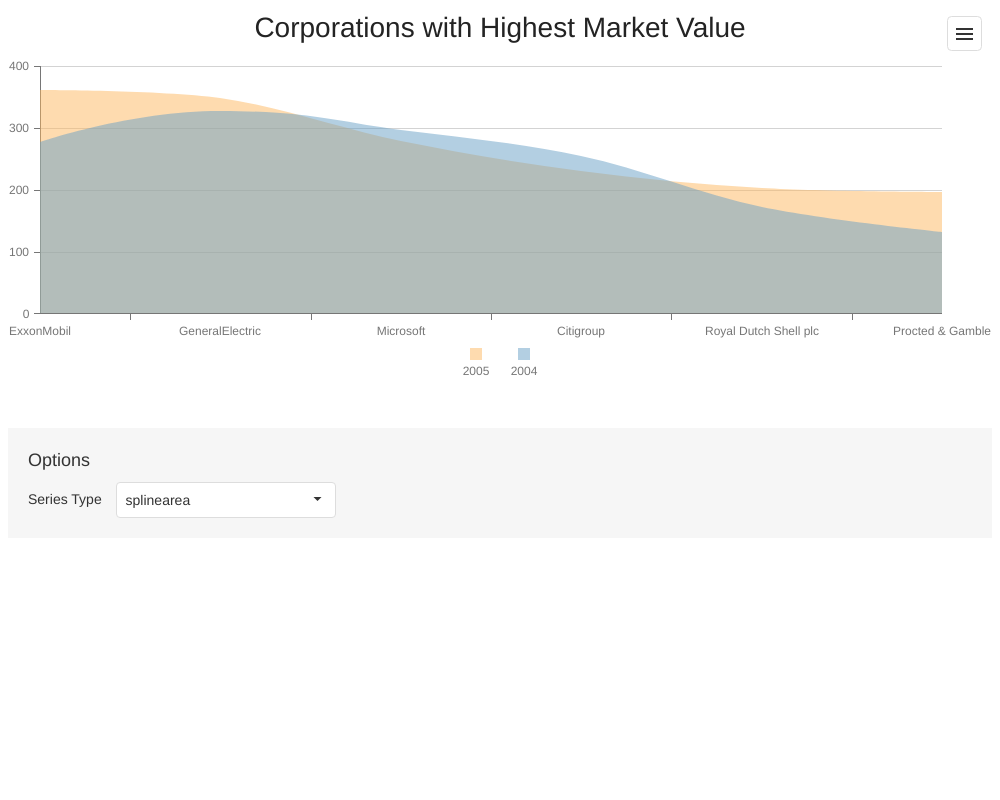 Corporations with Highest Market Value
400
300
200
100
0
ExxonMobil GeneralElectric Microsoft Citigroup Royal Dutch Shell plc Procted & Gamble
2005 2004
Options
Series Type splinearea